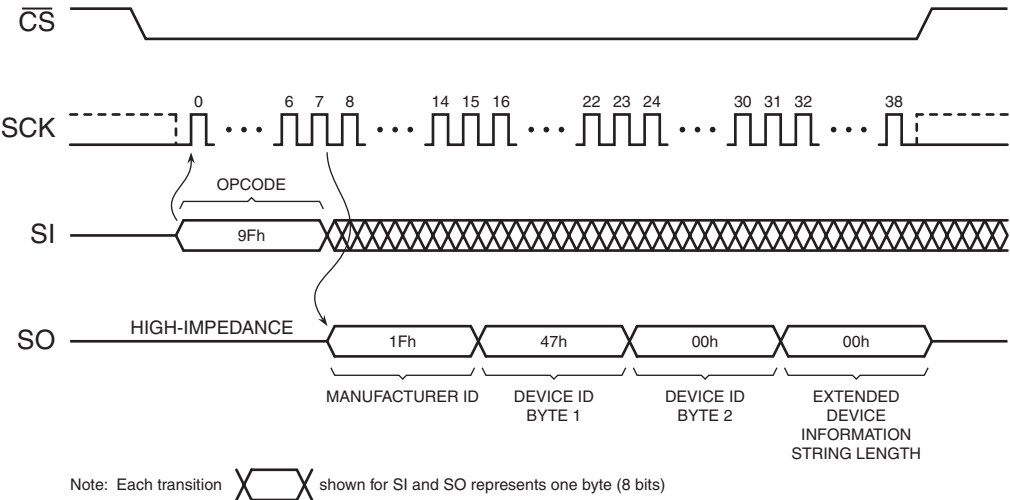 CS
SCK
0 6 7 8 14 15 16 22 23 24 30 31 32 38
OPCODE
SI
9Fh
SO
HIGH-IMPEDANCE
1Fh 47h 00h 00h
MANUFACTURER ID
DEVICE ID
BYTE 1
DEVICE ID
BYTE 2
EXTENDED
DEVICE
INFORMATION
STRING LENGTH
Note: Each transition shown for SI and SO represents one byte (8 bits)